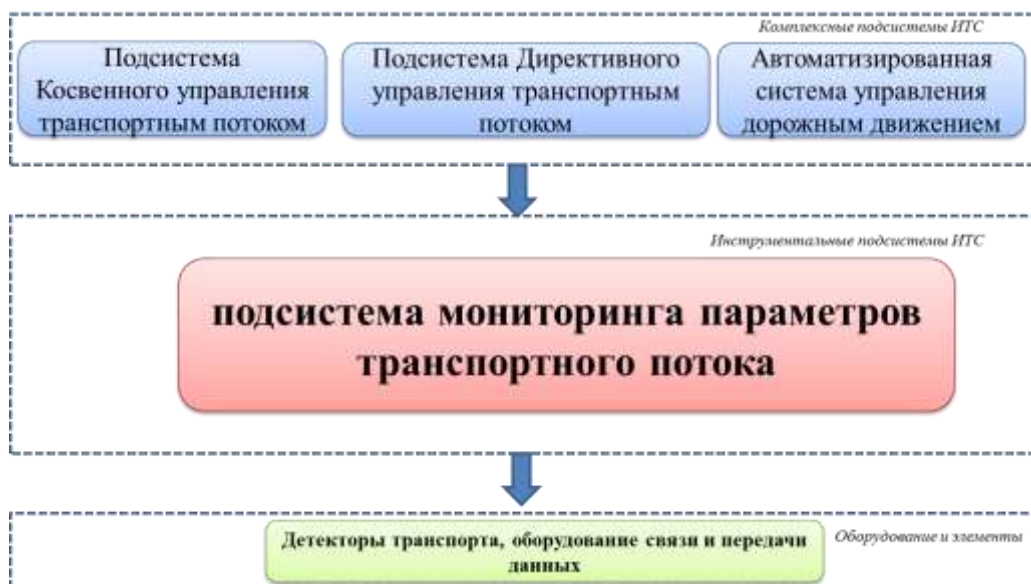 Комплексные подсистемы ИТС
Подсистема
Косвенного управления
транспортным потоком
Подсистема Директивного
управления транспортным
потоком
Автоматизированная
система управления
дорожным движением
Инструментальные подсистемы ИТС
подсистема мониторинга параметров
транспортного потока
Детекторы транспорта, оборудование связи и передачи
данных
Оборудование и элементы